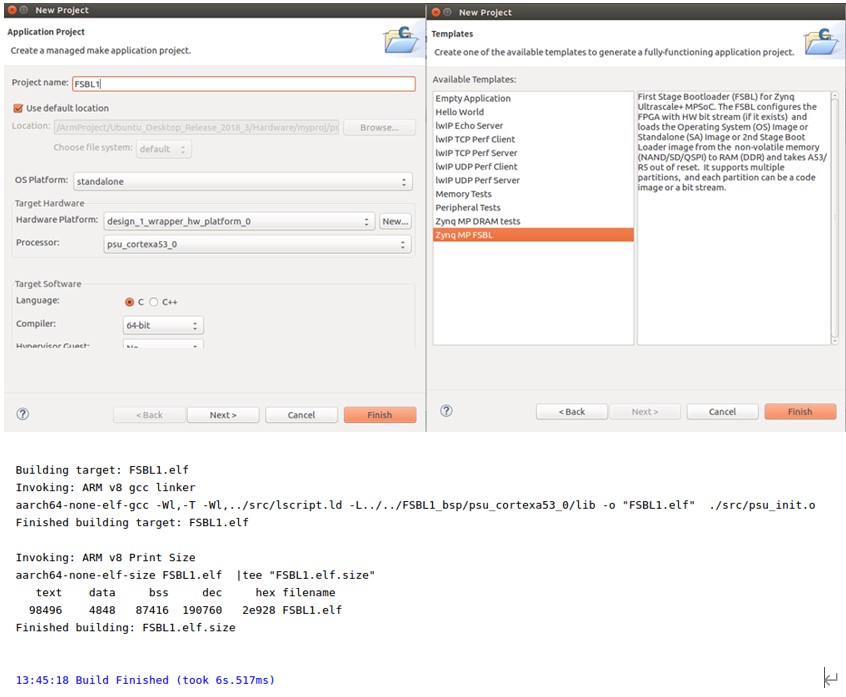 New Project
Application Project
Create a managed make application project.
Project name: FSBL1
Use default location
Location: /ArmProject/Ubuntu_Desktop_Release_2018_3/Hardware/myproj/pr Browse...
Choose file system: default
OS Platform: standalone
Target Hardware
Hardware Platform: design_1_wrapper_hw_platform_0 New...
Processor: psu_cortexa53_0
Target Software
Language: C C++
Compiler: 64-bit
Hypervisor Guest: No
< Back Next > Cancel Finish
New Project
Templates
Create one of the available templates to generate a fully-functioning application project.
Available Templates:
Empty Application
Hello World
lwIP Echo Server
lwIP TCP Perf Client
lwIP TCP Perf Server
lwIP UDP Perf Client
lwIP UDP Perf Server
Memory Tests
Peripheral Tests
Zynq MP DRAM tests
Zynq MP FSBL
First Stage Bootloader (FSBL) for Zynq
Ultrascale+ MPSoC. The FSBL configures the
FPGA with HW bit stream (if it exists) and
loads the Operating System (OS) Image or
Standalone (SA) Image or 2nd Stage Boot
Loader image from the non-volatile memory
(NAND/SD/QSPI) to RAM (DDR) and takes A53/
R5 out of reset. It supports multiple
partitions, and each partition can be a code
image or a bit stream.
< Back Next > Cancel Finish
Building target: FSBL1.elf
Invoking: ARM v8 gcc linker
aarch64-none-elf-gcc -Wl,-T -Wl,../src/lscript.ld -L../../FSBL1_bsp/psu_cortexa53_0/lib -o "FSBL1.elf" ./src/psu_init.o
Finished building target: FSBL1.elf
Invoking: ARM v8 Print Size
aarch64-none-elf-size FSBL1.elf |tee "FSBL1.elf.size"
text data bss dec hex filename
98496 4848 87416 190760 2e928 FSBL1.elf
Finished building: FSBL1.elf.size
13:45:18 Build Finished (took 6s.517ms)